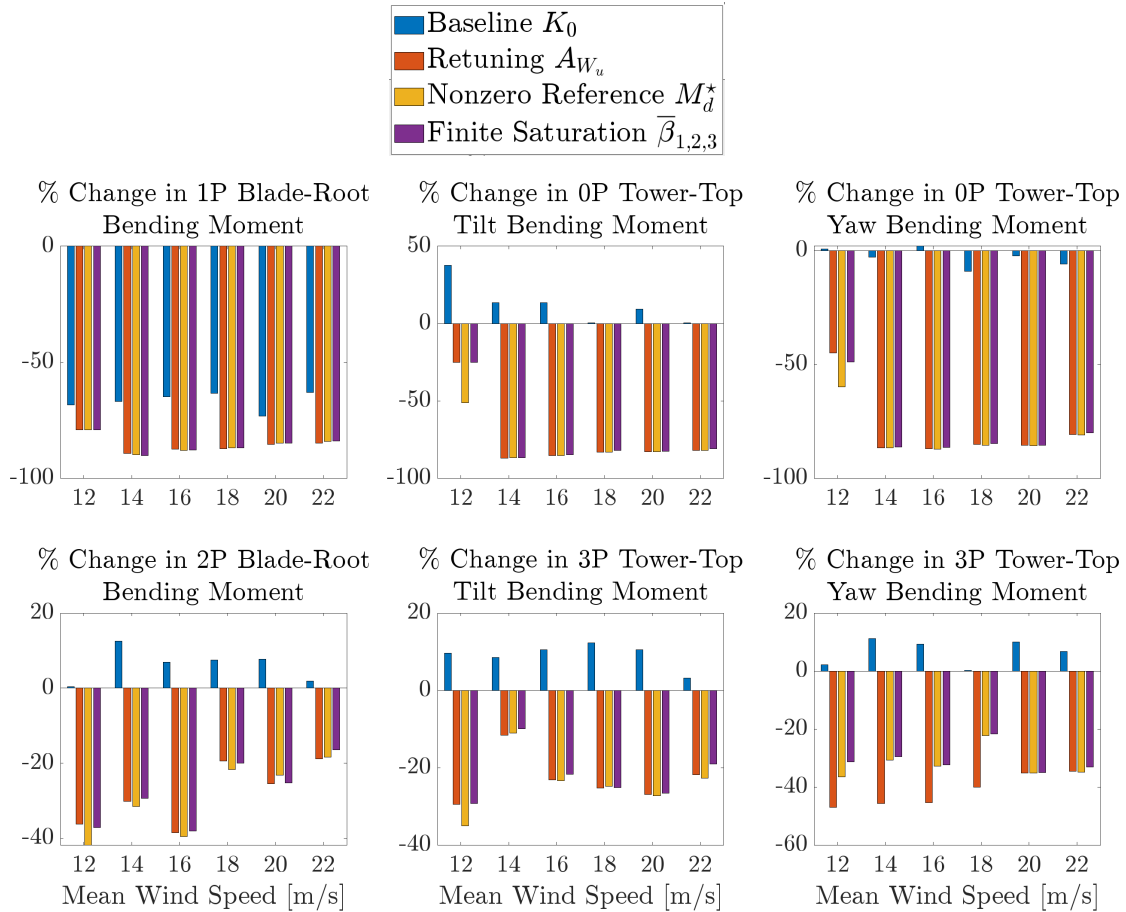 Baseline K₀
Retuning A_{W_u}
Nonzero Reference M_d^⋆
Finite Saturation β̅_{1,2,3}
% Change in 1P Blade-Root
Bending Moment
0
-50
-100
12 14 16 18 20 22
% Change in 0P Tower-Top
Tilt Bending Moment
50
0
-50
-100
12 14 16 18 20 22
% Change in 0P Tower-Top
Yaw Bending Moment
0
-50
-100
12 14 16 18 20 22
% Change in 2P Blade-Root
Bending Moment
20
0
-20
-40
12 14 16 18 20 22
Mean Wind Speed [m/s]
% Change in 3P Tower-Top
Tilt Bending Moment
20
0
-20
-40
12 14 16 18 20 22
Mean Wind Speed [m/s]
% Change in 3P Tower-Top
Yaw Bending Moment
20
0
-20
-40
-60
12 14 16 18 20 22
Mean Wind Speed [m/s]